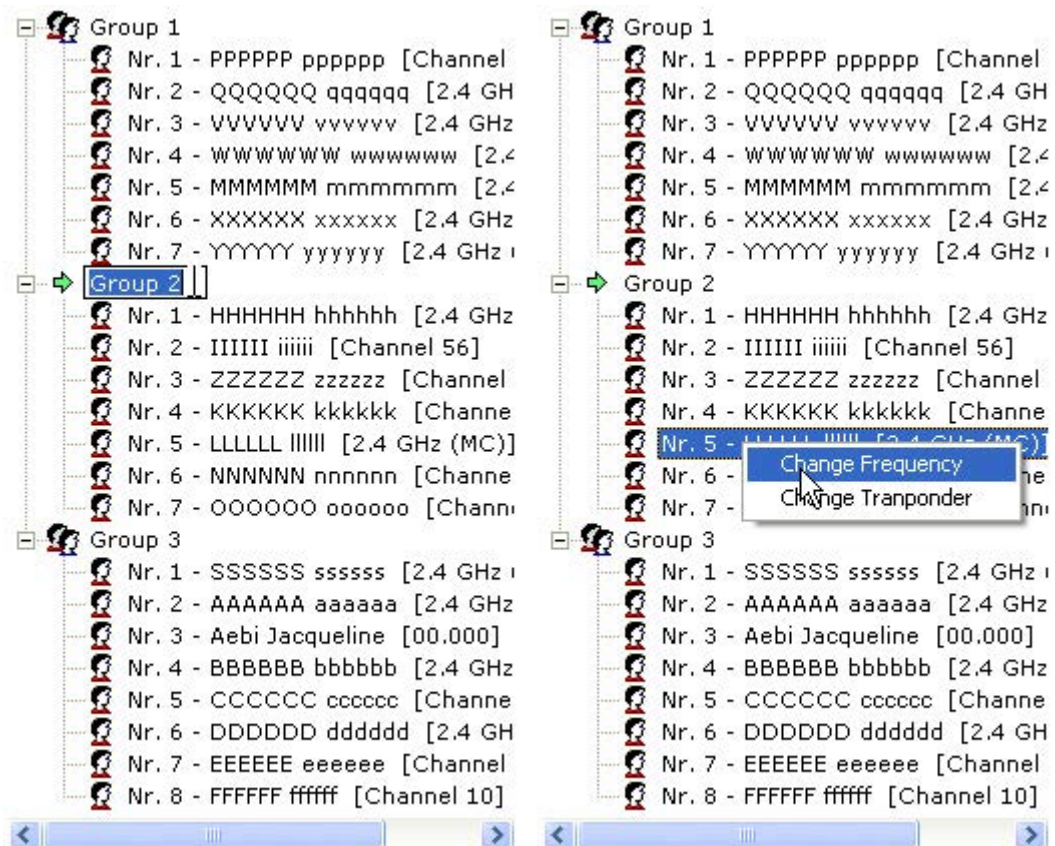 Group 1
Nr. 1 - PPPPPP pppppp [Channel
Nr. 2 - QQQQQQ qqqqqq [2.4 GH
Nr. 3 - VVVVVV vvvvvv [2.4 GHz
Nr. 4 - WWWWWW wwwwww [2.4
Nr. 5 - MMMMMM mmmmmm [2.4
Nr. 6 - XXXXXX xxxxxx [2.4 GHz
Nr. 7 - YYYYYY yyyyyy [2.4 GHz
Group 2
Nr. 1 - HHHHHH hhhhhh [2.4 GHz
Nr. 2 - IIIIII iiiiii [Channel 56]
Nr. 3 - ZZZZZZ zzzzzz [Channel
Nr. 4 - KKKKKK kkkkkk [Channe
Nr. 5 - LLLLLL llllll [2.4 GHz (MC)]
Nr. 6 - NNNNNN nnnnnn [Channe
Nr. 7 - OOOOOO oooooo [Chann
Group 3
Nr. 1 - SSSSSS ssssss [2.4 GHz
Nr. 2 - AAAAAA aaaaaa [2.4 GHz
Nr. 3 - Aebi Jacqueline [00.000]
Nr. 4 - BBBBBB bbbbbb [2.4 GHz
Nr. 5 - CCCCCC cccccc [Channe
Nr. 6 - DDDDDD dddddd [2.4 GH
Nr. 7 - EEEEEE eeeeee [Channel
Nr. 8 - FFFFFF ffffff [Channel 10]
Group 1
Nr. 1 - PPPPPP pppppp [Channel
Nr. 2 - QQQQQQ qqqqqq [2.4 GH
Nr. 3 - VVVVVV vvvvvv [2.4 GHz
Nr. 4 - WWWWWW wwwwww [2.4
Nr. 5 - MMMMMM mmmmmm [2.4
Nr. 6 - XXXXXX xxxxxx [2.4 GHz
Nr. 7 - YYYYYY yyyyyy [2.4 GHz
Group 2
Nr. 1 - HHHHHH hhhhhh [2.4 GHz
Nr. 2 - IIIIII iiiiii [Channel 56]
Nr. 3 - ZZZZZZ zzzzzz [Channel
Nr. 4 - KKKKKK kkkkkk [Channe
Nr. 5 - LLLLLL llllll [2.4 GHz (MC)]
Change Frequency
Nr. 6 -
Change Tranponder
Nr. 7 -
Group 3
Nr. 1 - SSSSSS ssssss [2.4 GHz
Nr. 2 - AAAAAA aaaaaa [2.4 GHz
Nr. 3 - Aebi Jacqueline [00.000]
Nr. 4 - BBBBBB bbbbbb [2.4 GHz
Nr. 5 - CCCCCC cccccc [Channe
Nr. 6 - DDDDDD dddddd [2.4 GH
Nr. 7 - EEEEEE eeeeee [Channel
Nr. 8 - FFFFFF ffffff [Channel 10]